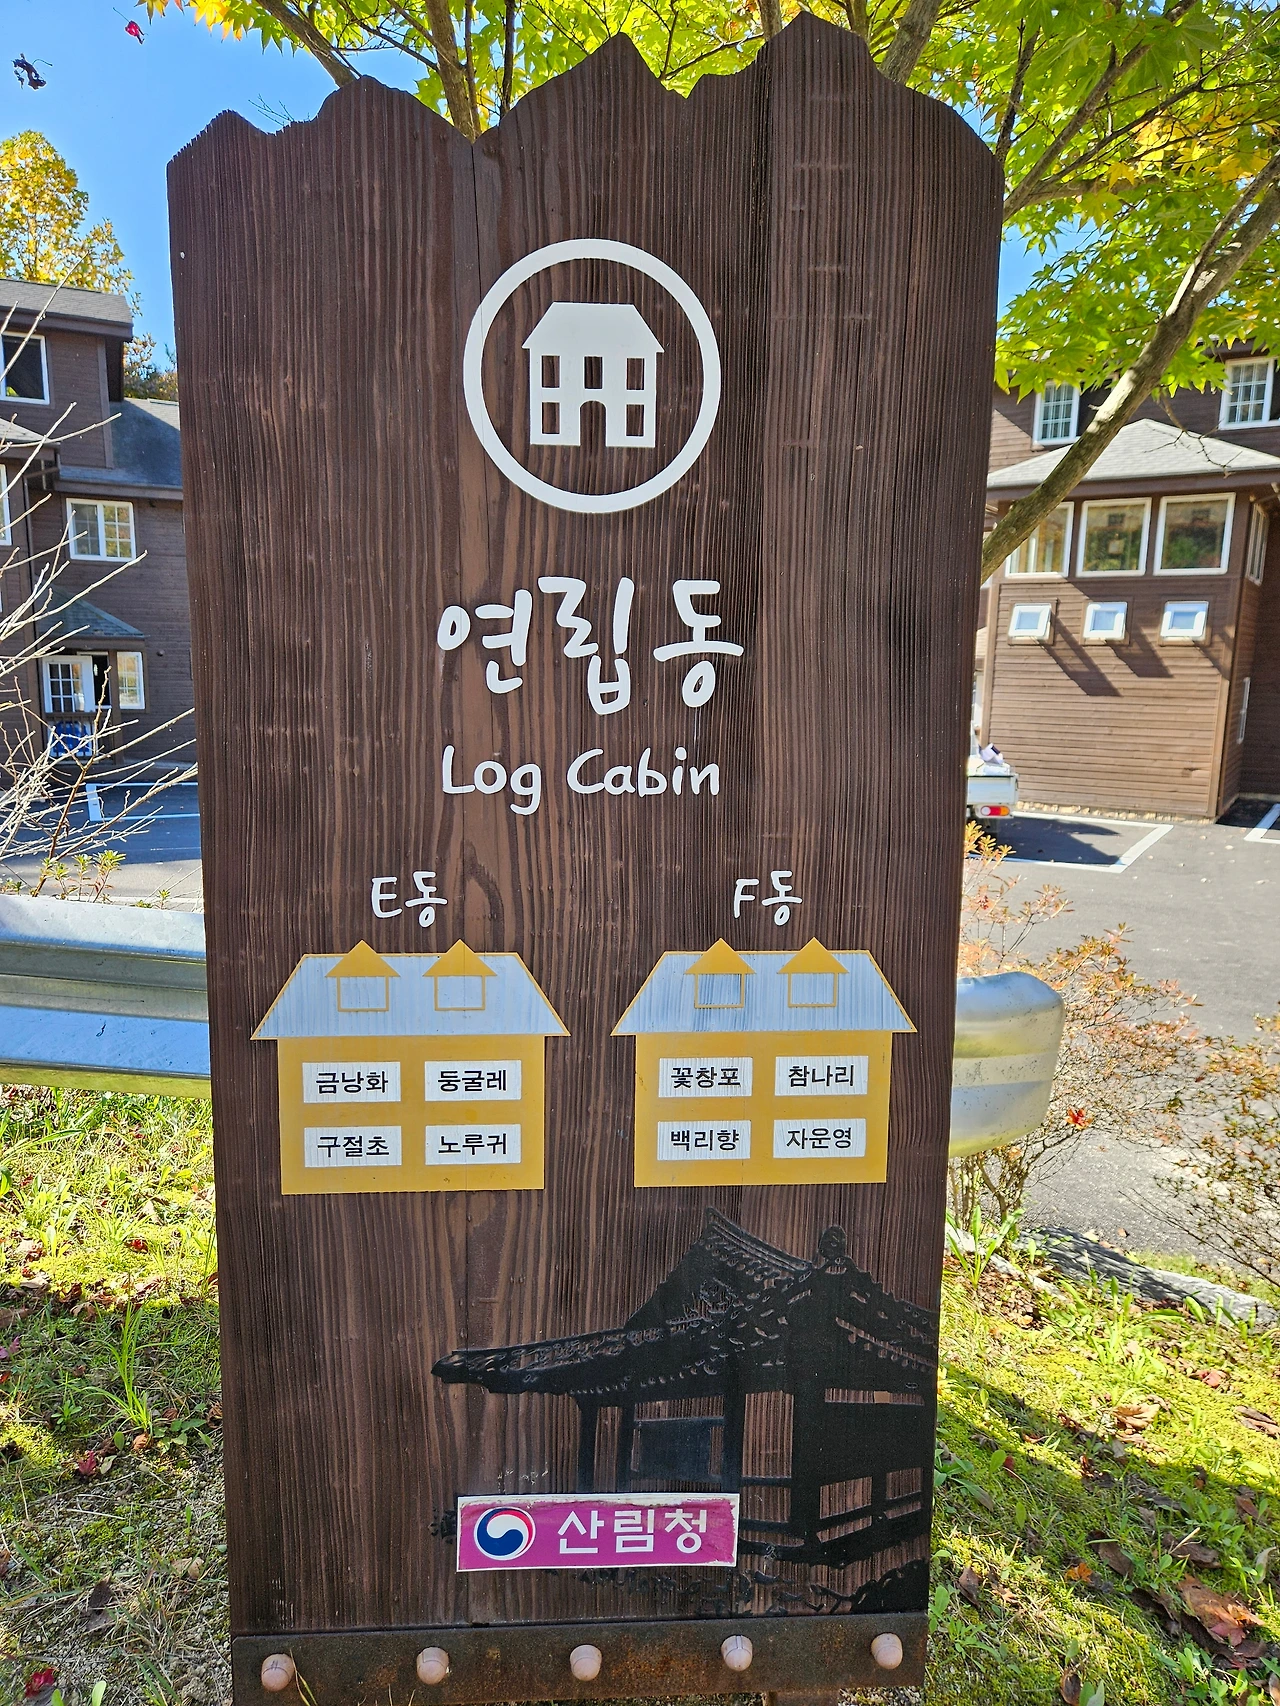 연립동
Log Cabin
E동 F동
금낭화 둥굴레 꽃창포 참나리
구절초 노루귀 백리향 자운영
산림청